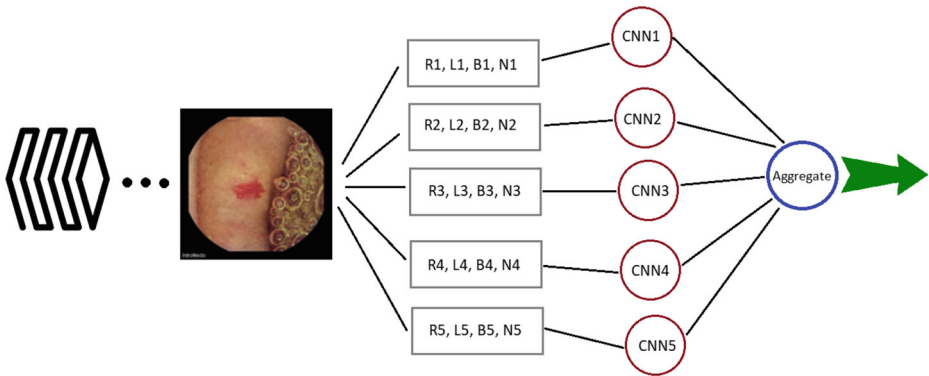 R1, L1, B1, N1
CNN1
R2, L2, B2, N2
CNN2
R3, L3, B3, N3
CNN3
Aggregate
R4, L4, B4, N4
CNN4
R5, L5, B5, N5
CNN5